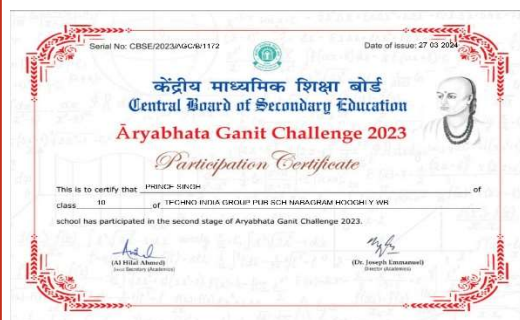 Serial No: CBSE/2023/AGC/B/1172
Date of issue: 27 03 2024
केंद्रीय माध्यमिक शिक्षा बोर्ड
Central Board of Secondary Education
Āryabhata Ganit Challenge 2023
Participation Certificate
This is to certify that PRINCE SINGH of
class 10 of TECHNO INDIA GROUP PUB SCH NABAGRAM HOOGHLY WB
school has participated in the second stage of Aryabhata Ganit Challenge 2023.
(Al Hilal Ahmed)
Joint Secretary (Academics)
(Dr. Joseph Emmanuel)
Director (Academics)